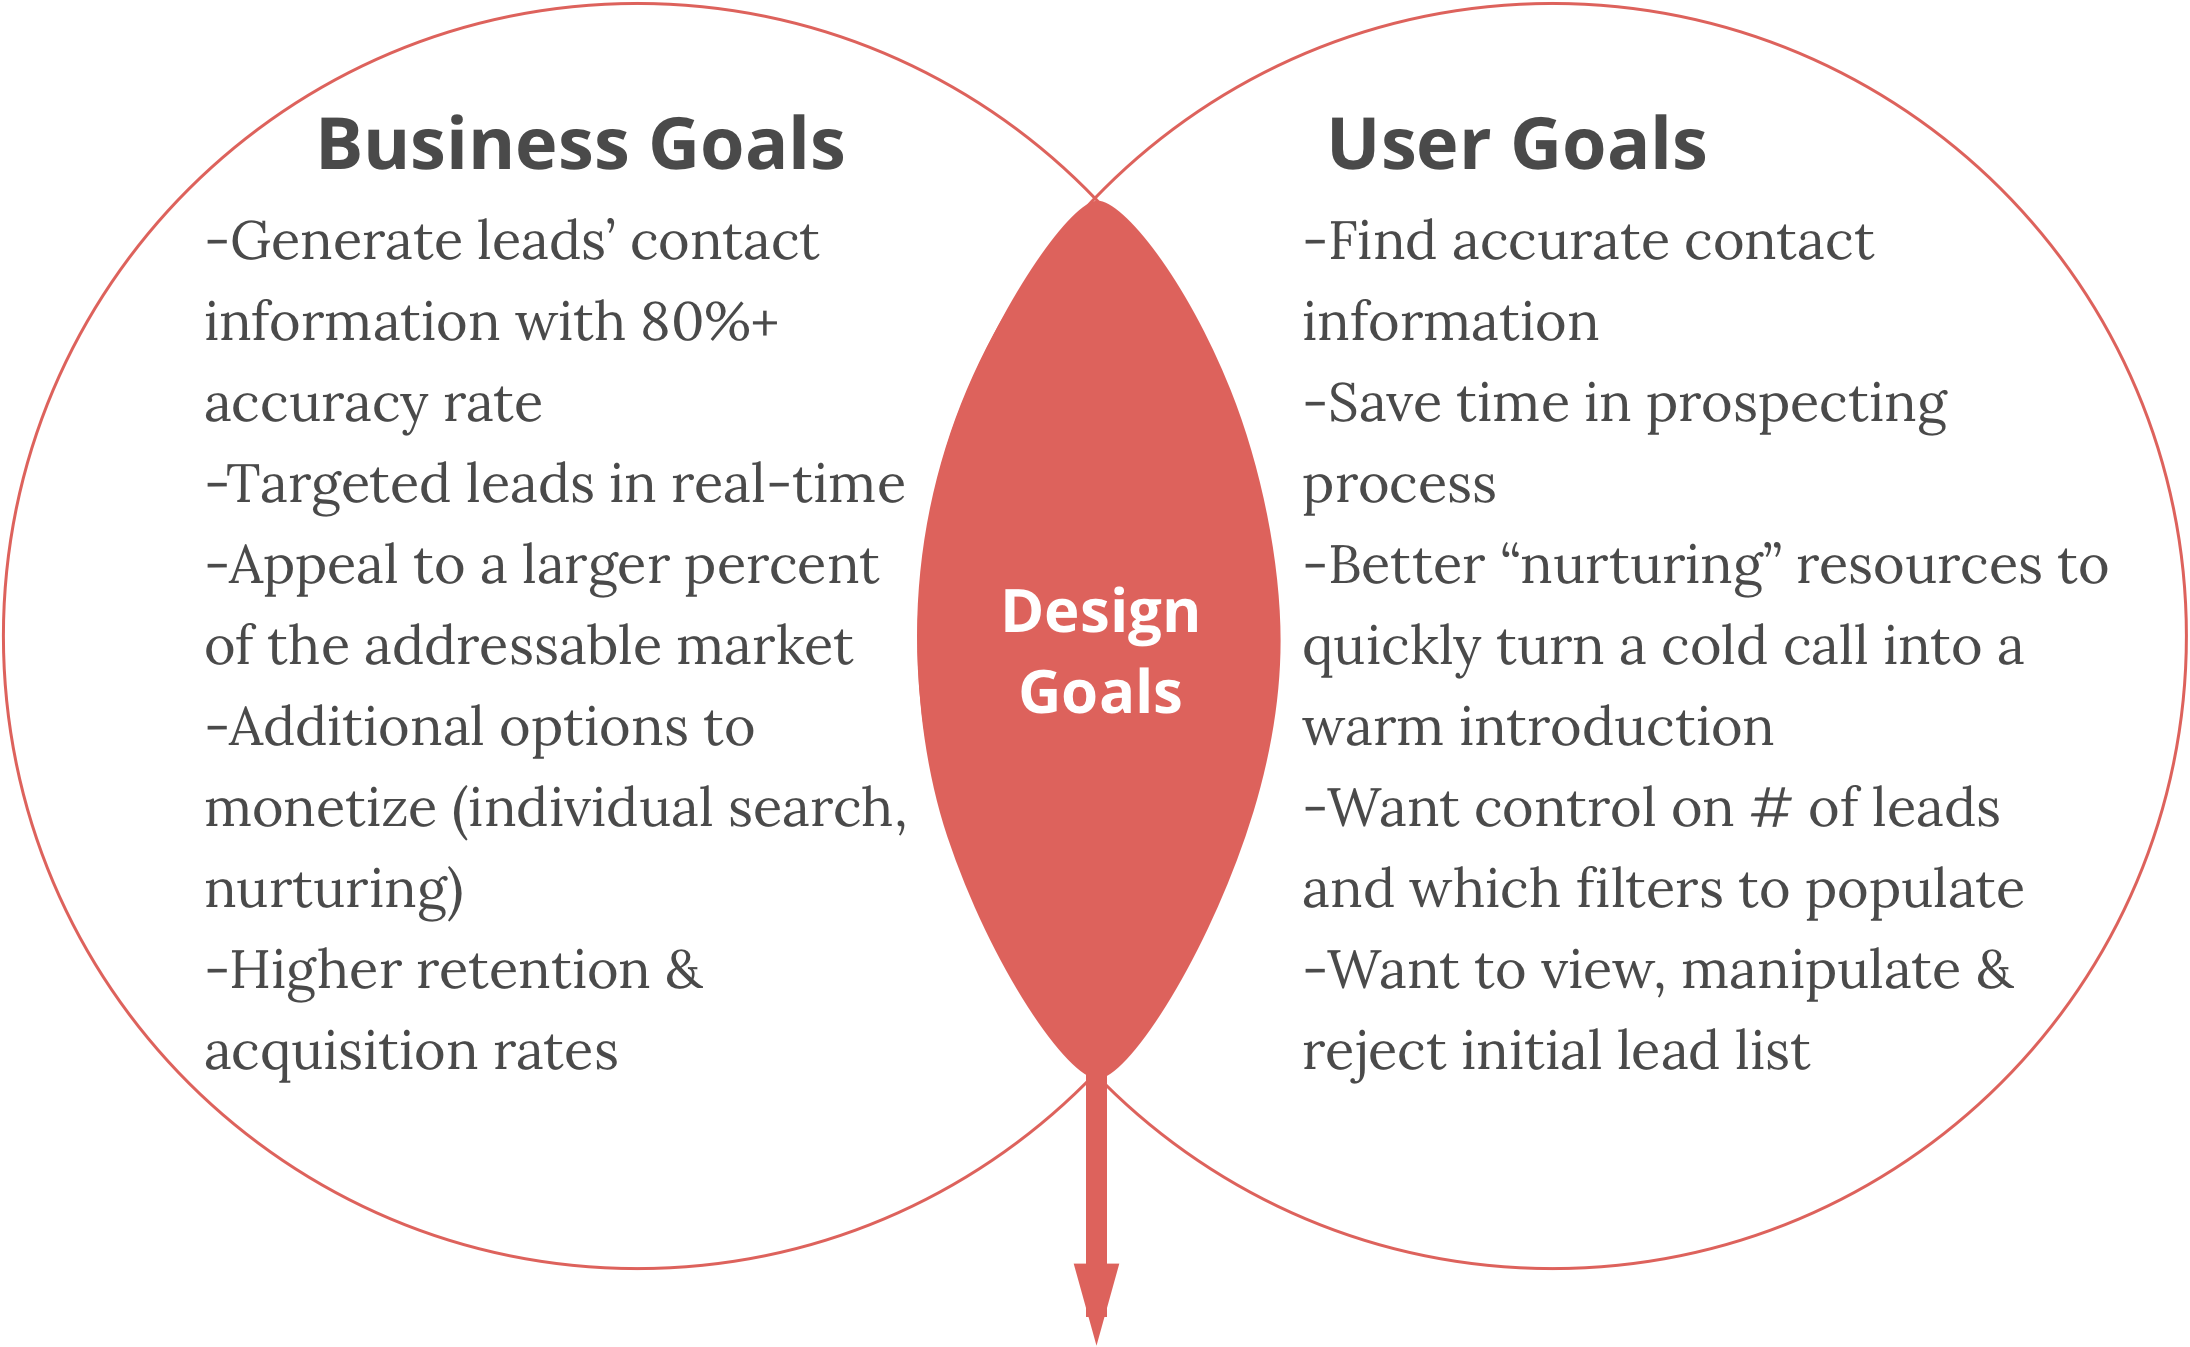 Business Goals
-Generate leads’ contact
information with 80%+
accuracy rate
-Targeted leads in real-time
-Appeal to a larger percent
of the addressable market
-Additional options to
monetize (individual search,
nurturing)
-Higher retention &
acquisition rates
Design
Goals
User Goals
-Find accurate contact
information
-Save time in prospecting
process
-Better “nurturing” resources to
quickly turn a cold call into a
warm introduction
-Want control on # of leads
and which filters to populate
-Want to view, manipulate &
reject initial lead list